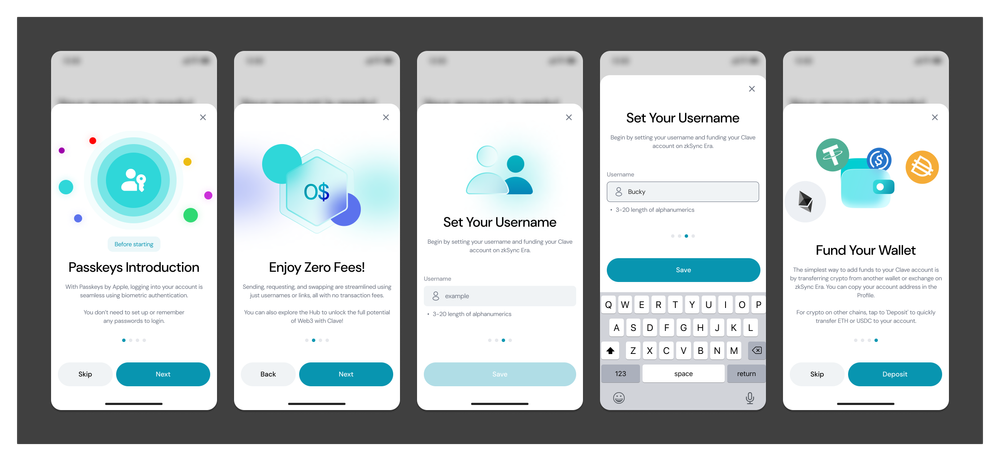 Before starting
Passkeys Introduction
With Passkeys by Apple, logging into your account is
seamless using biometric authentication.
You don't need to set up or remember
any passwords to login.
Skip
Next
0$
Enjoy Zero Fees!
Sending, requesting, and swapping are streamlined using
just usernames or links, all with no transaction fees.
You can also explore the Hub to unlock the full potential
of Web3 with Clave!
Back
Next
Set Your Username
Begin by setting your username and funding your Clave
account on zkSync Era.
Username
example
• 3-20 length of alphanumerics
Save
Set Your Username
Begin by setting your username and funding your Clave
account on zkSync Era.
Username
Bucky
• 3-20 length of alphanumerics
Save
Q W E R T Y U I O P
A S D F G H J K L
Z X C V B N M
123 space return
Fund Your Wallet
The simplest way to add funds to your Clave account is
by transferring crypto from another wallet or exchange on
zkSync Era. You can copy your account address in the
Profile.
For crypto on other chains, tap to 'Deposit' to quickly
transfer ETH or USDC to your account.
Skip
Deposit